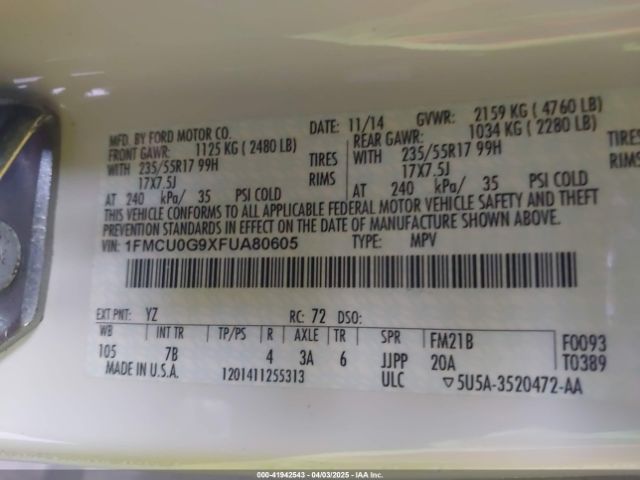 MFD. BY FORD MOTOR CO. DATE: 11/14 GVWR: 2159 KG ( 4760 LB)
FRONT GAWR: 1125 KG ( 2480 LB) REAR GAWR: 1034 KG ( 2280 LB)
WITH 235/55R17 99H TIRES WITH 235/55R17 99H TIRES
17X7.5J RIMS 17X7.5J RIMS
AT 240 kPa/ 35 PSI COLD AT 240 kPa/ 35 PSI COLD
THIS VEHICLE CONFORMS TO ALL APPLICABLE FEDERAL MOTOR VEHICLE SAFETY AND THEFT
PREVENTION STANDARDS IN EFFECT ON THE DATE OF MANUFACTURE SHOWN ABOVE.
VIN: 1FMCU0G9XFUA80605 TYPE: MPV
EXT PNT: YZ RC: 72 DSO:
WB INT TR TP/PS R AXLE TR SPR FM21B F0093
105 7B 4 3A 6 JJPP 20A T0389
MADE IN U.S.A. 1201411255313 ULC ▽5U5A-3520472-AA
000-41942543 - 04/03/2025 - IAA Inc.